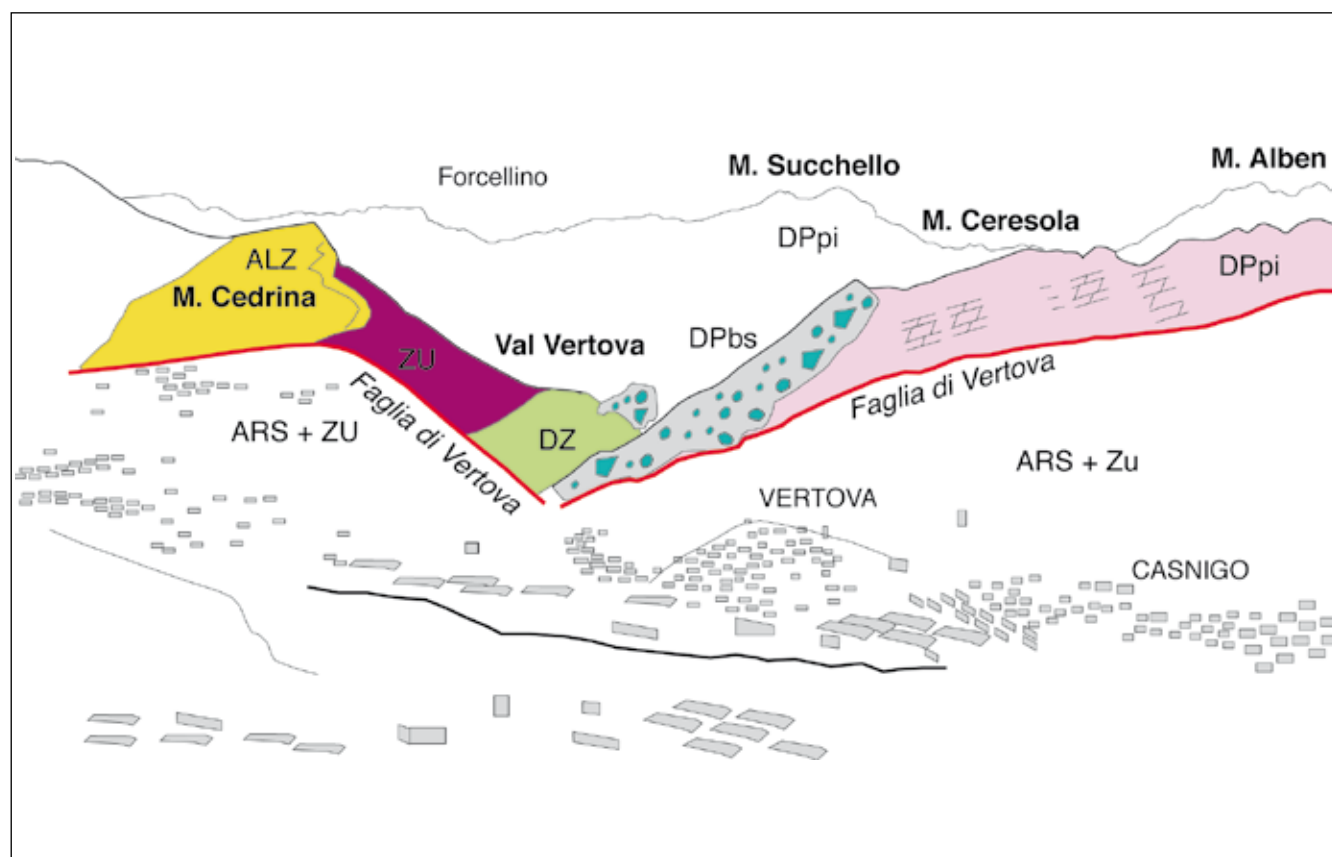 M. Succhello
M. Alben
Forcellino
M. Ceresola
DPpi
ALZ
DPpi
M. Cedrina
Val Vertova
DPbs
ZU
Faglia di Vertova
Faglia di Vertova
ARS + ZU
DZ
ARS + Zu
VERTOVA
CASNIGO